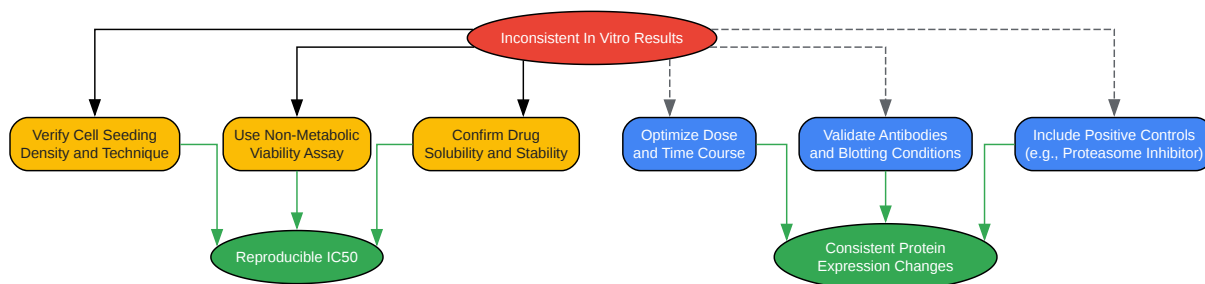 Inconsistent In Vitro Results
Verify Cell Seeding
Density and Technique
Use Non-Metabolic
Viability Assay
Confirm Drug
Solubility and Stability
Optimize Dose
and Time Course
Validate Antibodies
and Blotting Conditions
Include Positive Controls
(e.g., Proteasome Inhibitor)
Reproducible IC50
Consistent Protein
Expression Changes